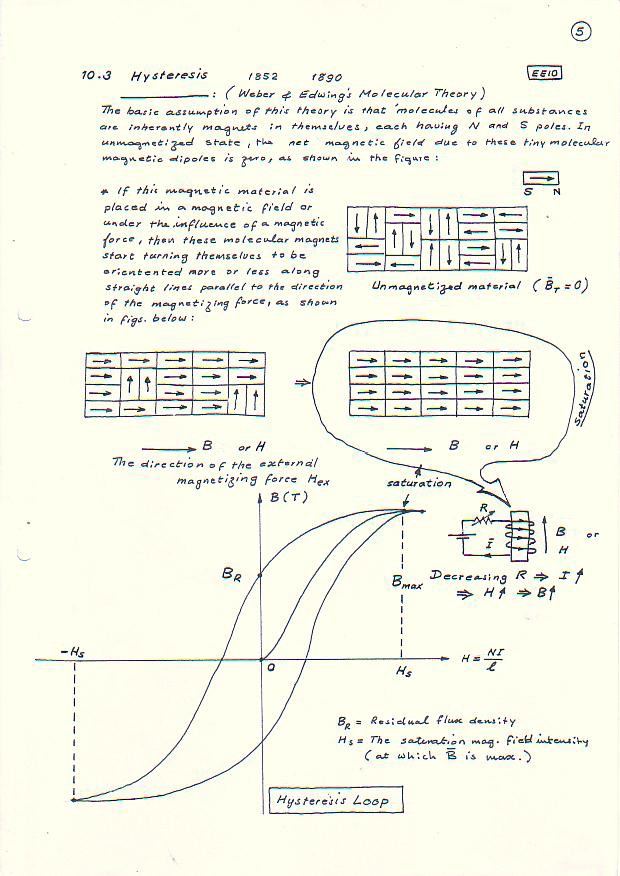 5
10.3 Hysteresis 1852 1890 EE10
: (Weber & Edwing's Molecular Theory)
The basic assumption of this theory is that 'molecules of all substances
are inherently magnets in themselves, each having N and S poles. In
unmagnetized state, the net magnetic field due to these tiny molecular
magnetic dipoles is zero, as shown in the figure:
S N
* If this magnetic material is
placed in a magnetic field or
under the influence of a magnetic
force, then these molecular magnets
start turning themselves to be
orientented more or less along
straight lines parallel to the direction
of the magnetizing force, as shown
in figs. below:
Unmagnetized material (B̄T = 0)
⇒
saturation
→ B or H
The direction of the external
magnetizing force Hex
→ B or H
saturation
B(T)
R
I
B or
H
BR
Bmax
Decreasing R ⇒ I↑
⇒ H↑ ⇒ B↑
-Hs
O
Hs
H = NI/l
BR = Residual flux density
Hs = The saturation mag. field intensity
(at which B̄ is max.)
Hysteresis Loop